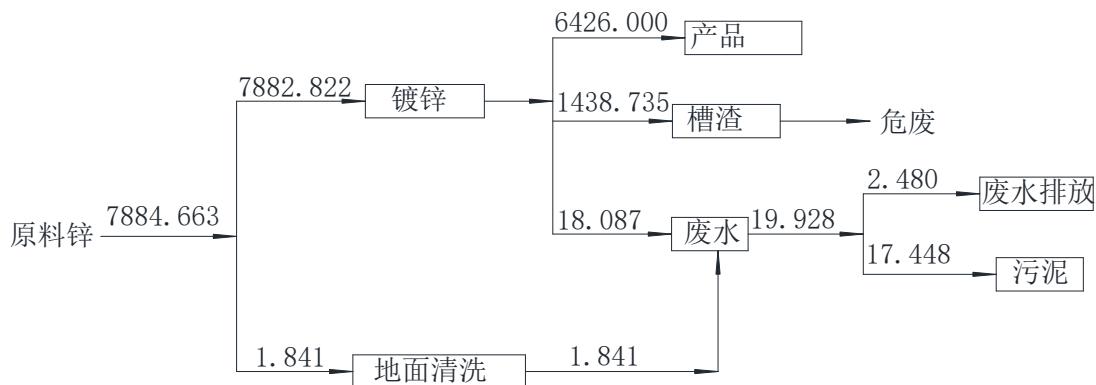 6426.000
产品
7882.822
镀锌
1438.735
槽渣
危废
2.480
废水排放
原料锌
7884.663
18.087
废水
19.928
17.448
污泥
1.841
地面清洗
1.841